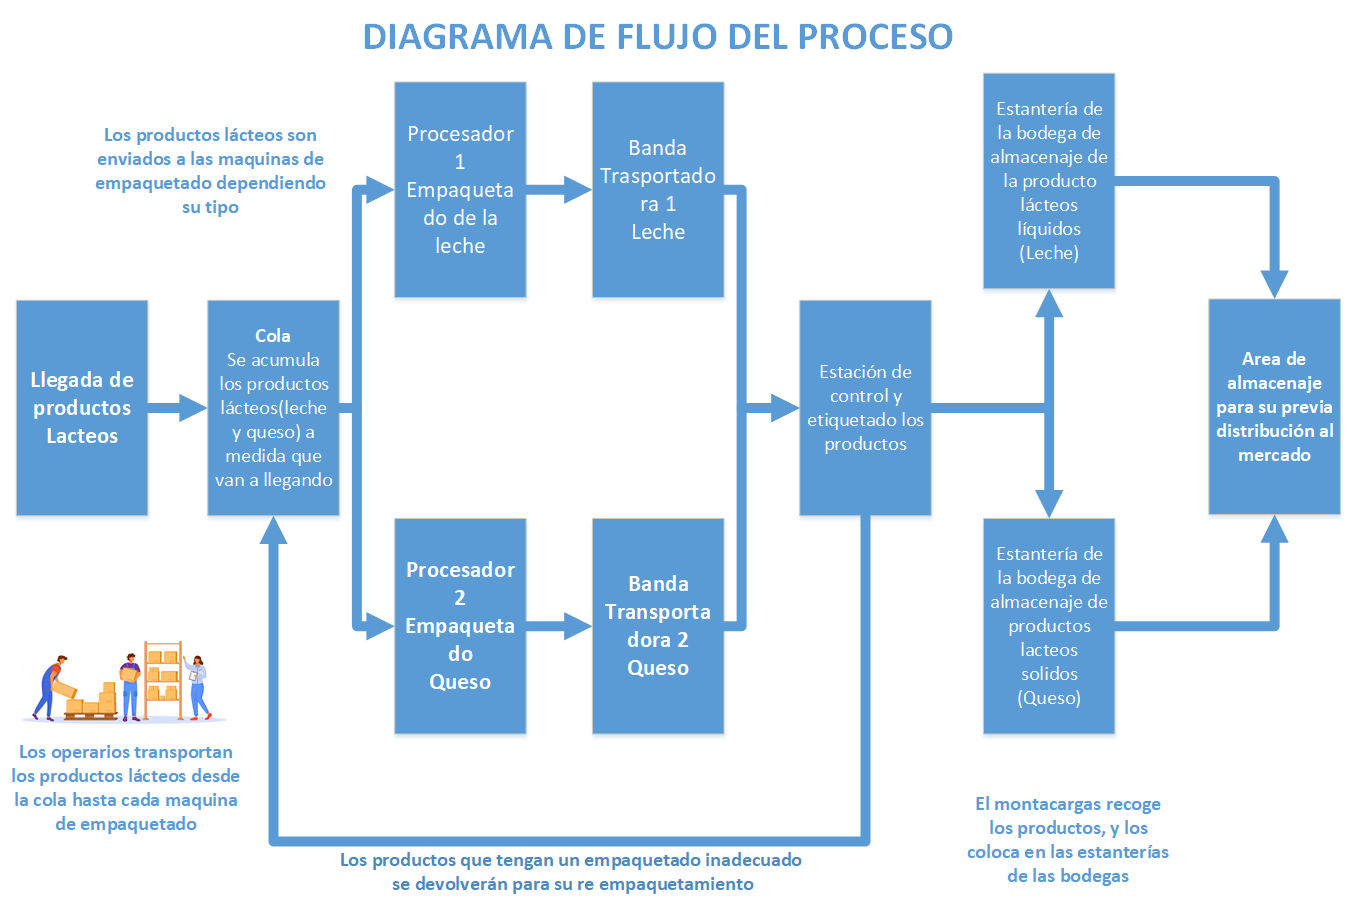 DIAGRAMA DE FLUJO DEL PROCESO
Los productos lácteos son
enviados a las maquinas de
empaquetado dependiendo
su tipo
Llegada de
productos
Lacteos
Cola
Se acumula
los productos
lácteos(leche
y queso) a
medida que
van a llegando
Procesador
1
Empaqueta
do de la
leche
Banda
Trasportado
ra 1
Leche
Procesador
2
Empaqueta
do
Queso
Banda
Transporta
dora 2
Queso
Estación de
control y
etiquetado los
productos
Estantería de
la bodega de
almacenaje de
la producto
lácteos
líquidos
(Leche)
Estantería de
la bodega de
almacenaje de
productos
lacteos
solidos
(Queso)
Area de
almacenaje
para su previa
distribución al
mercado
Los operarios transportan
los productos lácteos desde
la cola hasta cada maquina
de empaquetado
Los productos que tengan un empaquetado inadecuado
se devolverán para su re empaquetamiento
El montacargas recoge
los productos, y los
coloca en las estanterías
de las bodegas